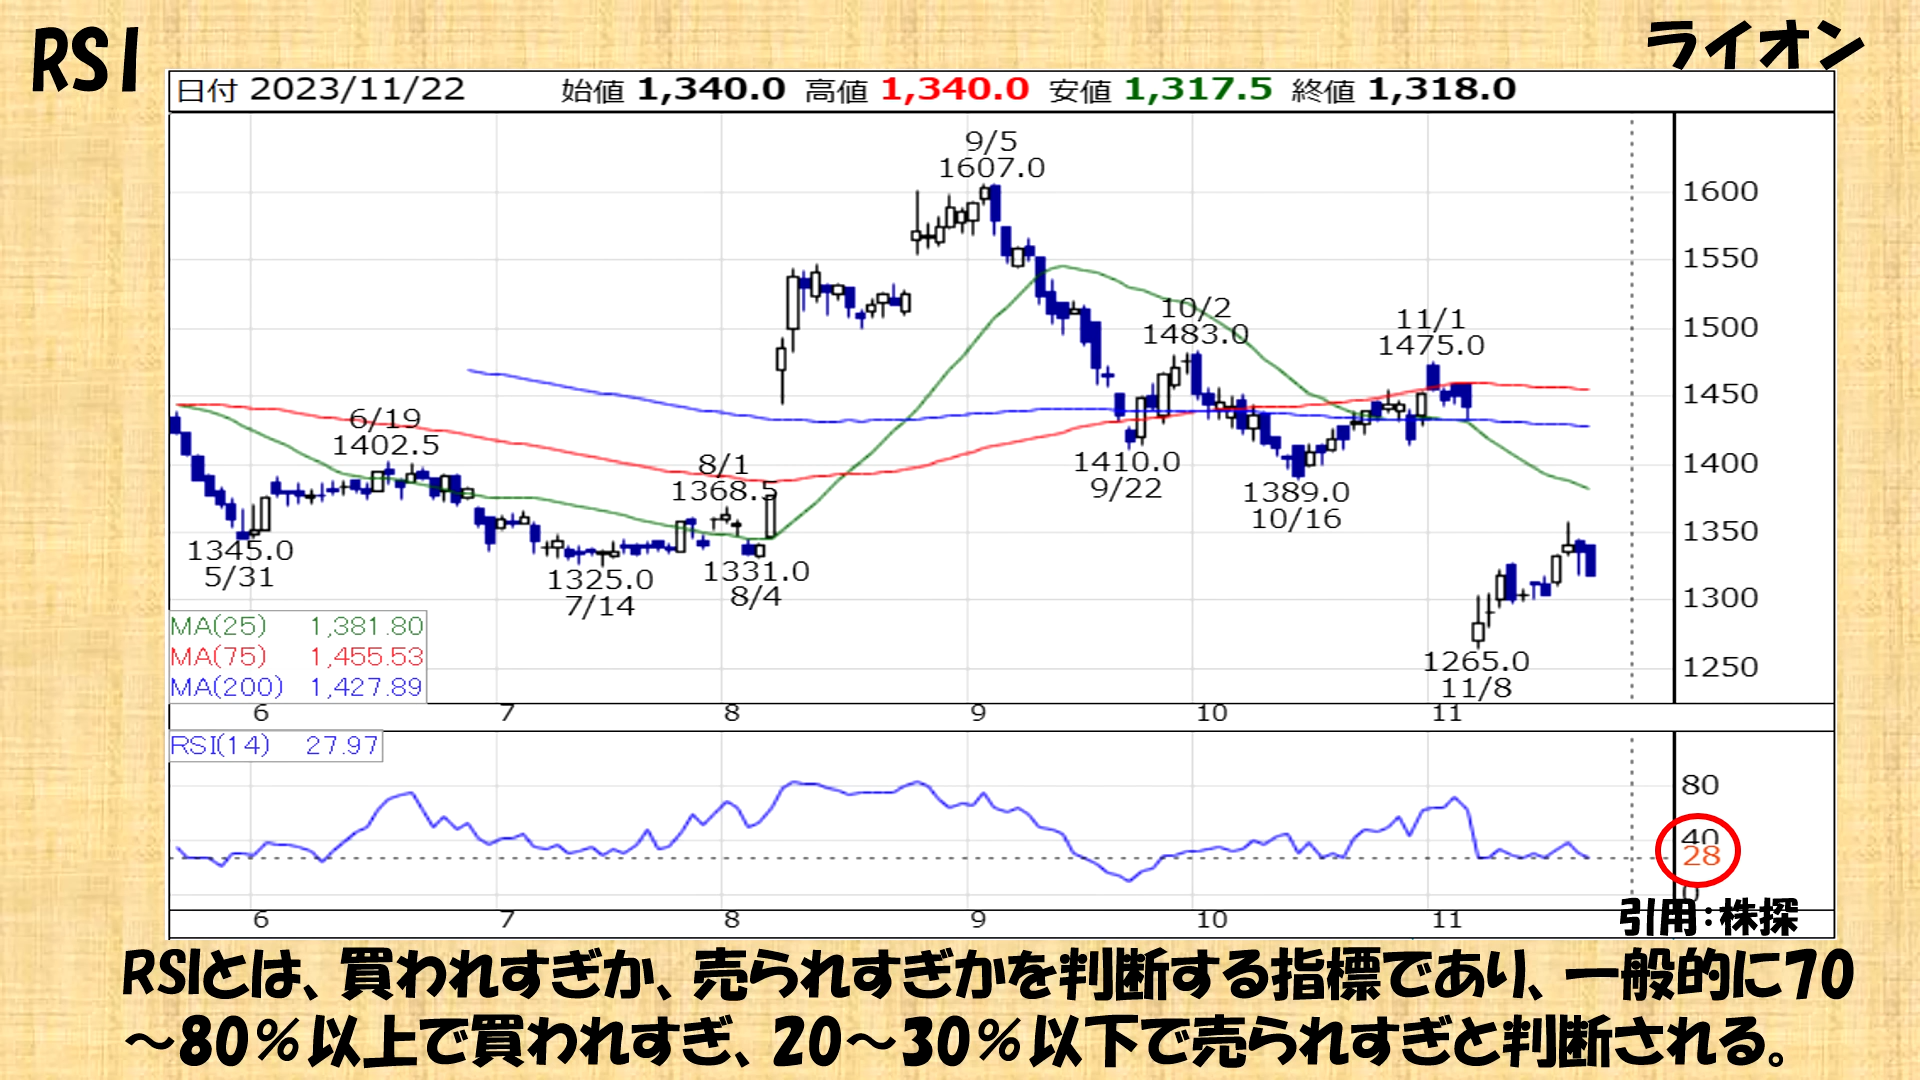 RSI
ライオン
日付 2023/11/22 始値 1,340.0 高値 1,340.0 安値 1,317.5 終値 1,318.0
9/5
1607.0
1600
1550
10/2
1483.0
11/1
1475.0
1500
1450
6/19
1402.5
8/1
1368.5
1410.0
9/22
1389.0
10/16
1400
1350
1345.0
5/31
1325.0
7/14
1331.0
8/4
1300
1265.0
11/8
1250
MA(25) 1,381.80
MA(75) 1,455.53
MA(200) 1,427.89
6 7 8 9 10 11
RSI(14) 27.97
80
40
28
0
6 7 8 9 10 11
引用：株探
RSIとは、買われすぎか、売られすぎかを判断する指標であり、一般的に70
～80％以上で買われすぎ、20～30％以下で売られすぎと判断される。